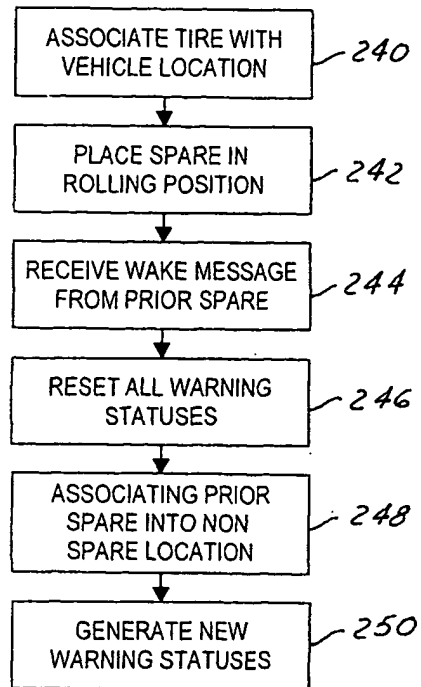 ASSOCIATE TIRE WITH
VEHICLE LOCATION
240
PLACE SPARE IN
ROLLING POSITION
242
RECEIVE WAKE MESSAGE
FROM PRIOR SPARE
244
RESET ALL WARNING
STATUSES
246
ASSOCIATING PRIOR
SPARE INTO NON
SPARE LOCATION
248
GENERATE NEW
WARNING STATUSES
250